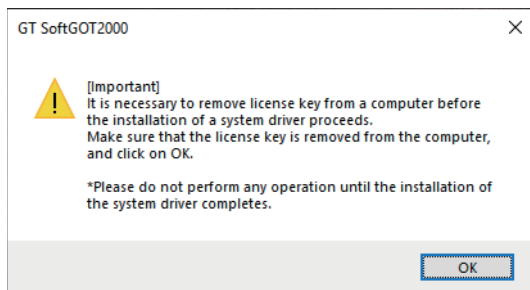 GT SoftGOT2000
[Important]
It is necessary to remove license key from a computer before
the installation of a system driver proceeds.
Make sure that the license key is removed from the computer,
and click on OK.
*Please do not perform any operation until the installation of
the system driver completes.
OK